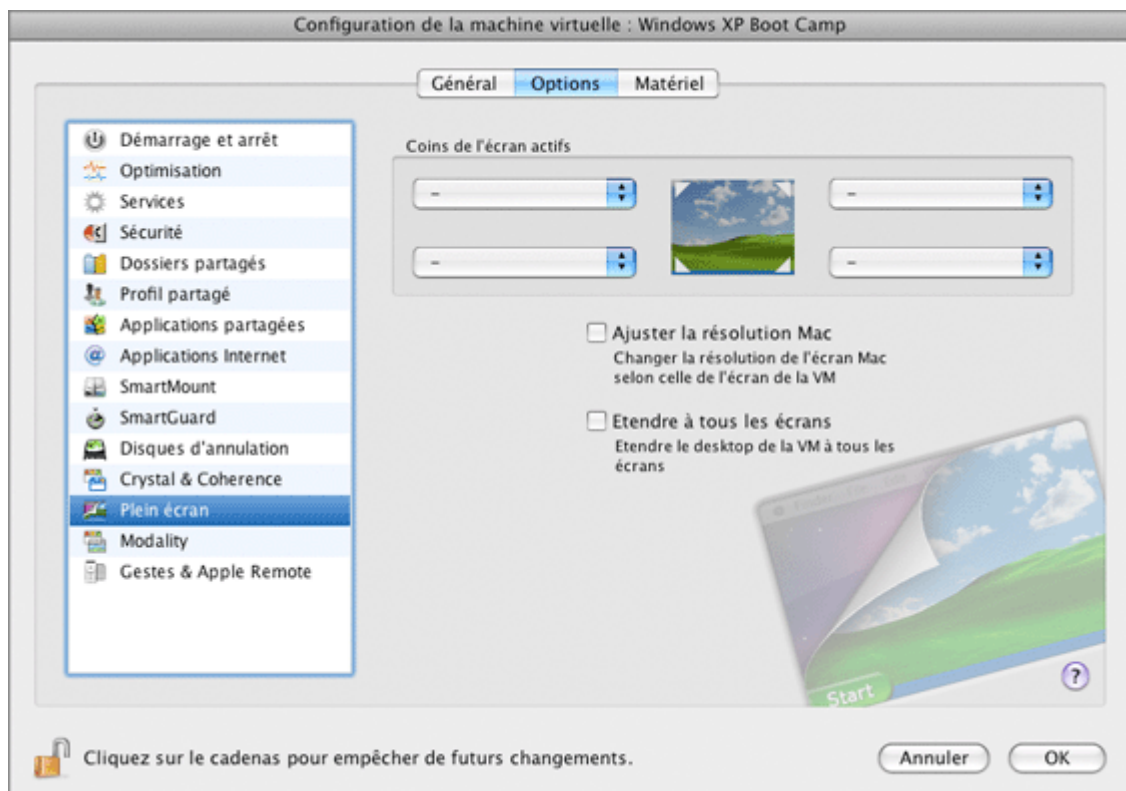 Configuration de la machine virtuelle : Windows XP Boot Camp
Général
Options
Matériel
Démarrage et arrêt
Optimisation
Services
Sécurité
Dossiers partagés
Profil partagé
Applications partagées
Applications Internet
SmartMount
SmartGuard
Disques d'annulation
Crystal & Coherence
Plein écran
Modality
Gestes & Apple Remote
Coins de l'écran actifs
–
–
–
–
Ajuster la résolution Mac
Changer la résolution de l'écran Mac
selon celle de l'écran de la VM
Etendre à tous les écrans
Etendre le desktop de la VM à tous les
écrans
Finder File Edit
Start
?
Cliquez sur le cadenas pour empêcher de futurs changements.
Annuler
OK